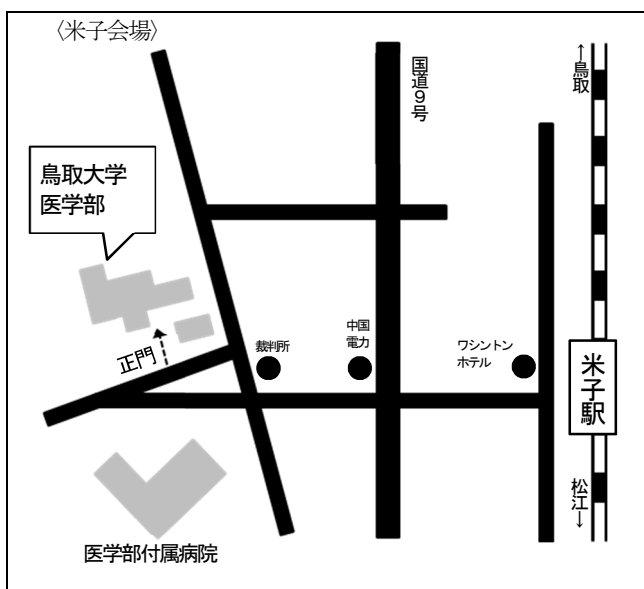 〈米子会場〉
国道9号
←鳥取
鳥取大学
医学部
正門
裁判所
中国
電力
ワシントン
ホテル
米子駅
松江→
医学部付属病院